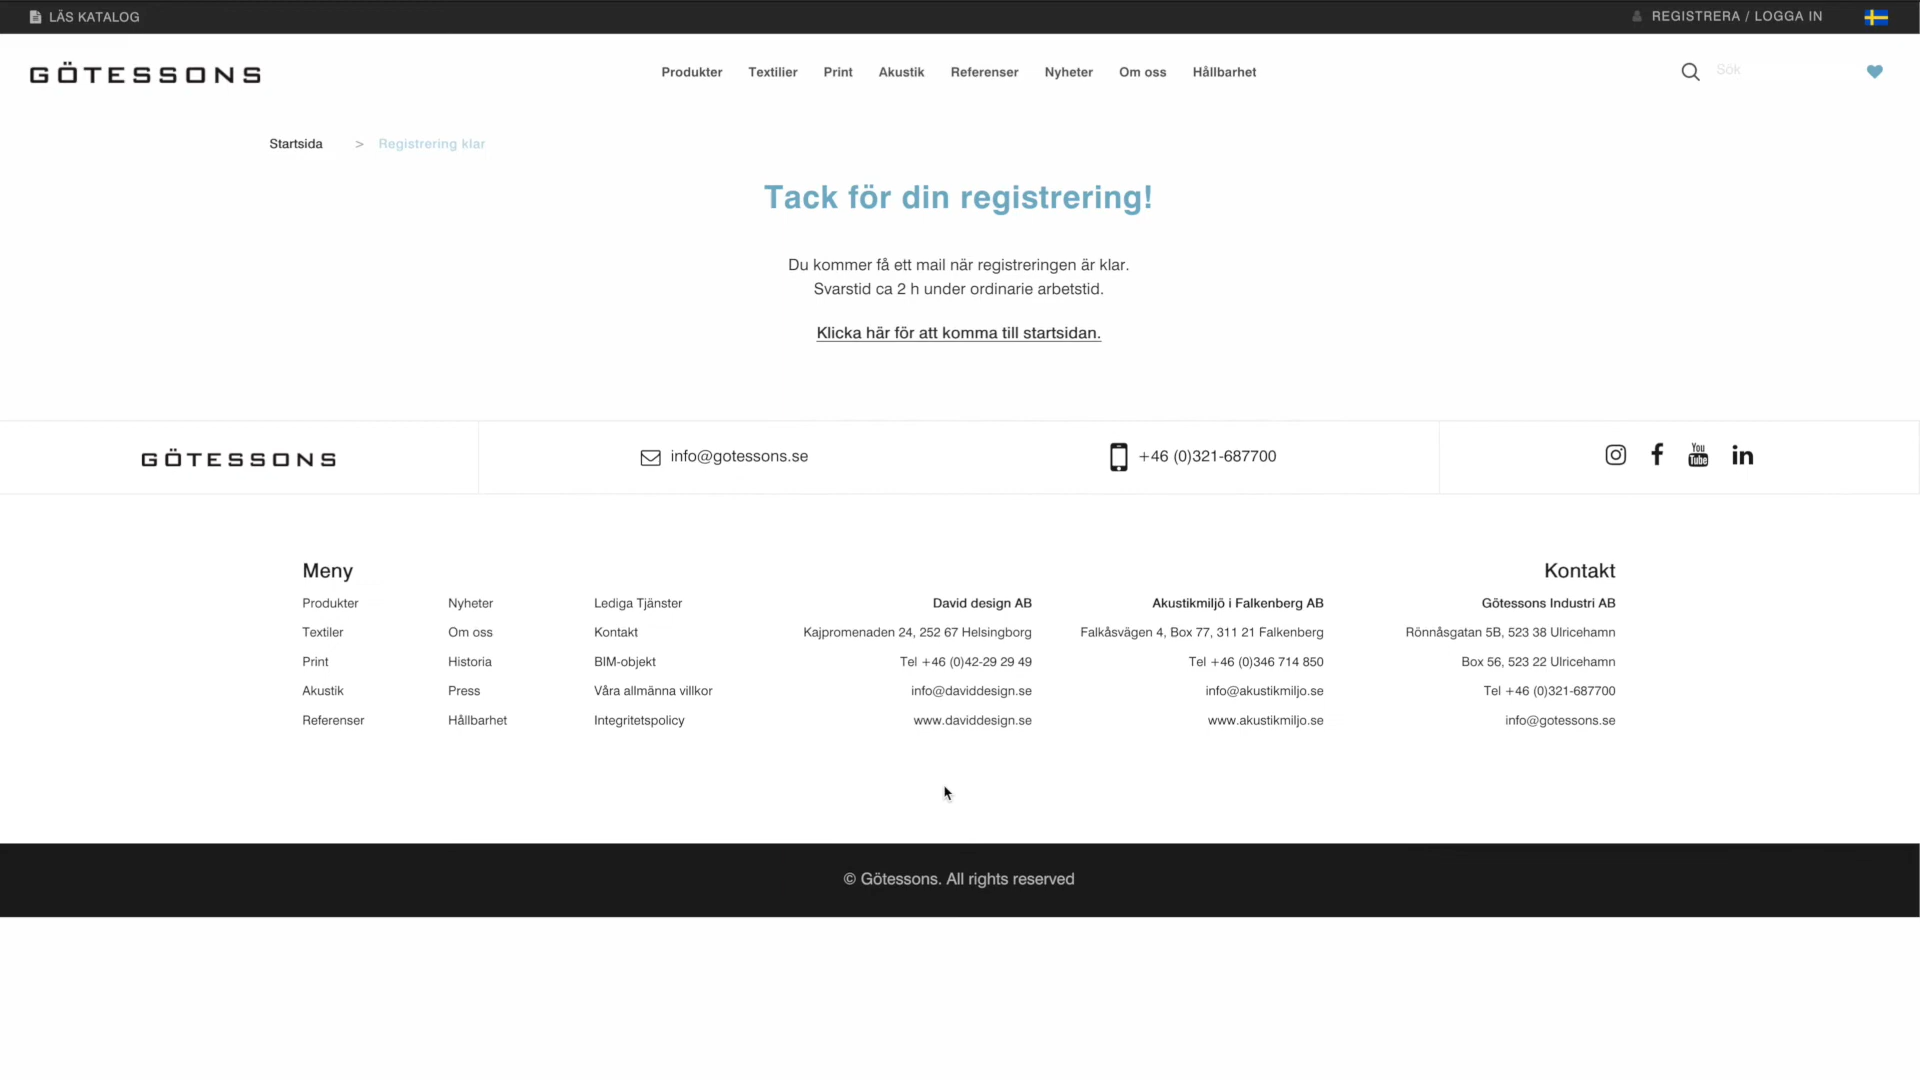 LÄS KATALOG
REGISTRERA / LOGGA IN
GÖTESSONS
Produkter Textilier Print Akustik Referenser Nyheter Om oss Hållbarhet
Sök
Startsida > Registrering klar
Tack för din registrering!
Du kommer få ett mail när registreringen är klar.
Svarstid ca 2 h under ordinarie arbetstid.
Klicka här för att komma till startsidan.
GÖTESSONS
info@gotessons.se
+46 (0)321-687700
You Tube
Meny
Produkter
Textiler
Print
Akustik
Referenser
Nyheter
Om oss
Historia
Press
Hållbarhet
Lediga Tjänster
Kontakt
BIM-objekt
Våra allmänna villkor
Integritetspolicy
David design AB
Kajpromenaden 24, 252 67 Helsingborg
Tel +46 (0)42-29 29 49
info@daviddesign.se
www.daviddesign.se
Akustikmiljö i Falkenberg AB
Falkåsvägen 4, Box 77, 311 21 Falkenberg
Tel +46 (0)346 714 850
info@akustikmiljo.se
www.akustikmiljo.se
Kontakt
Götessons Industri AB
Rönnåsgatan 5B, 523 38 Ulricehamn
Box 56, 523 22 Ulricehamn
Tel +46 (0)321-687700
info@gotessons.se
© Götessons. All rights reserved